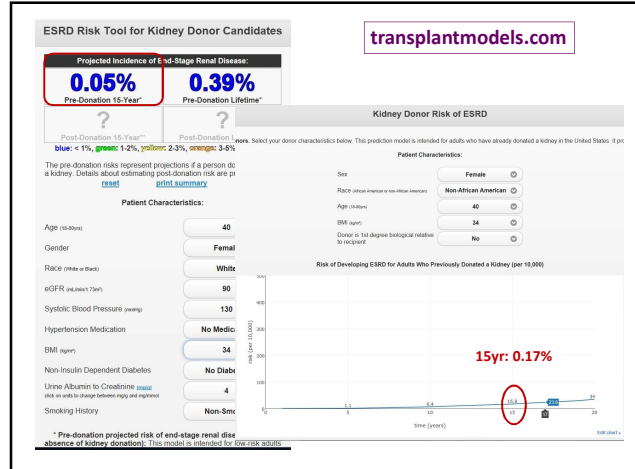 ESRD Risk Tool for Kidney Donor Candidates
transplantmodels.com
Projected Incidence of End-Stage Renal Disease:
0.05%
0.39%
Pre-Donation 15-Year*
Pre-Donation Lifetime*
?
?
Post-Donation 15-Year**
Post-Donation L
blue: < 1%, green: 1-2%, yellow: 2-3%, orange: 3-5%
The pre-donation risks represent projections if a person do
a kidney. Details about estimating post-donation risk are pr
reset
print summary
Patient Characteristics:
Age (18-80yrs)
40
Gender
Femal
Race (White or Black)
White
eGFR (mL/min/1.73m²)
90
Systolic Blood Pressure (mmHg)
130
Hypertension Medication
No Medica
BMI (kg/m²)
34
Non-Insulin Dependent Diabetes
No Diabe
Urine Albumin to Creatinine (mg/g)
click on units to change between mg/g and mg/mmol
4
Smoking History
Non-Smo
* Pre-donation projected risk of end-stage renal dise
absence of kidney donation): This model is intended for low-risk adults
Kidney Donor Risk of ESRD
nors. Select your donor characteristics below. This prediction model is intended for adults who have already donated a kidney in the United States. It pro
Patient Characteristics:
Sex
Female
Race (African American or non-African American)
Non-African American
Age (18-80yrs)
40
BMI (kg/m²)
34
Donor is 1st degree biological relative
to recipient
No
Risk of Developing ESRD for Adults Who Previously Donated a Kidney (per 10,000)
500
400
300
200
100
0
risk (per 10,000)
15yr: 0.17%
1.1
6.4
15.8
34
0
5
10
15
17
20
time (years)
Edit chart »